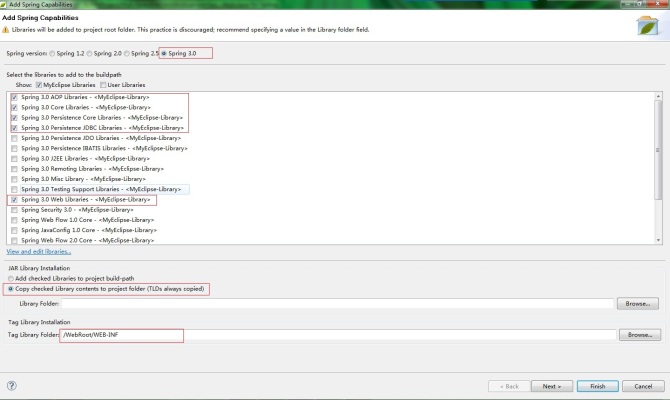 Add Spring Capabilities
Add Spring Capabilities
Libraries will be added to project root folder. This practice is discouraged; recommend specifying a value in the Library folder field.
Spring version: Spring 1.2 Spring 2.0 Spring 2.5 Spring 3.0
Select the libraries to add to the buildpath
Show: MyEclipse Libraries User Libraries
Spring 3.0 AOP Libraries - <MyEclipse-Library>
Spring 3.0 Core Libraries - <MyEclipse-Library>
Spring 3.0 Persistence Core Libraries - <MyEclipse-Library>
Spring 3.0 Persistence JDBC Libraries - <MyEclipse-Library>
Spring 3.0 Persistence JDO Libraries - <MyEclipse-Library>
Spring 3.0 Persistence IBATIS Libraries - <MyEclipse-Library>
Spring 3.0 J2EE Libraries - <MyEclipse-Library>
Spring 3.0 Remoting Libraries - <MyEclipse-Library>
Spring 3.0 Misc Library - <MyEclipse-Library>
Spring 3.0 Testing Support Libraries - <MyEclipse-Library>
Spring 3.0 Web Libraries - <MyEclipse-Library>
Spring Security 3.0 - <MyEclipse-Library>
Spring Web Flow 1.0 Core - <MyEclipse-Library>
Spring JavaConfig 1.0 Core - <MyEclipse-Library>
Spring Web Flow 2.0 Core - <MyEclipse-Library>
View and edit libraries...
JAR Library Installation
Add checked Libraries to project build-path
Copy checked Library contents to project folder (TLDs always copied)
Library Folder: Browse...
Tag Library Installation
Tag Library Folder: /WebRoot/WEB-INF Browse...
? < Back Next > Finish Cancel